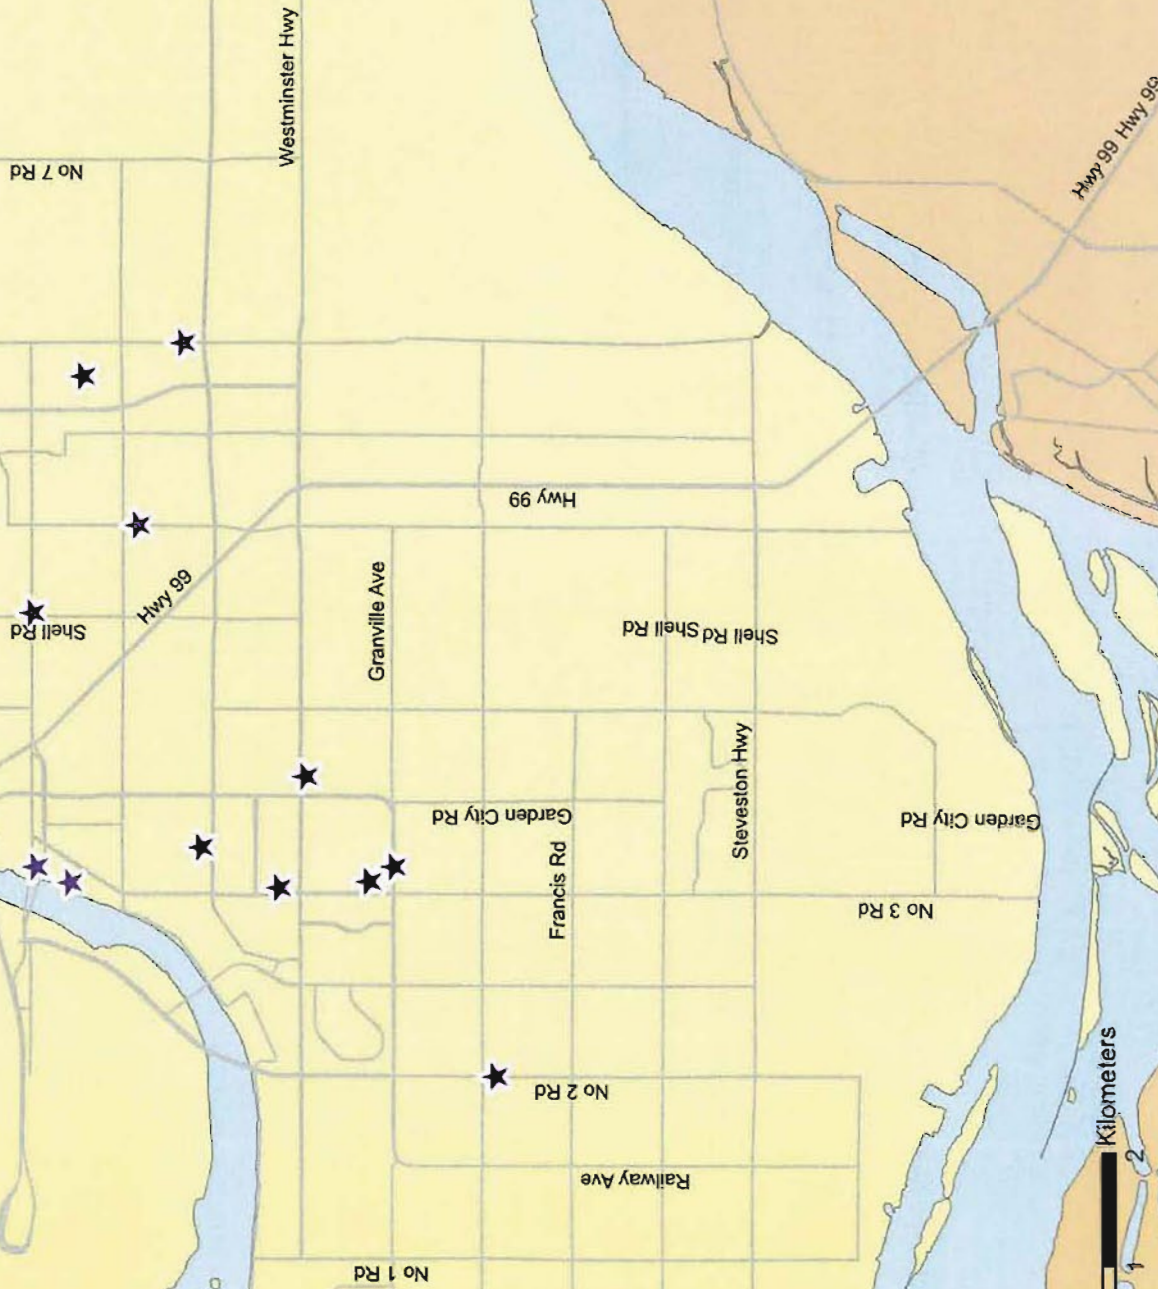 Westminster Hwy
No 7 Rd
Hwy 99 Hwy 99
Hwy 99
Hwy 99
Granville Ave
Shell Rd
Shell Rd Shell Rd
Shell Rd
Steveston Hwy
Garden City Rd
Garden City Rd
Francis Rd
No 3 Rd
No 2 Rd
Railway Ave
No 1 Rd
Kilometers
1 2